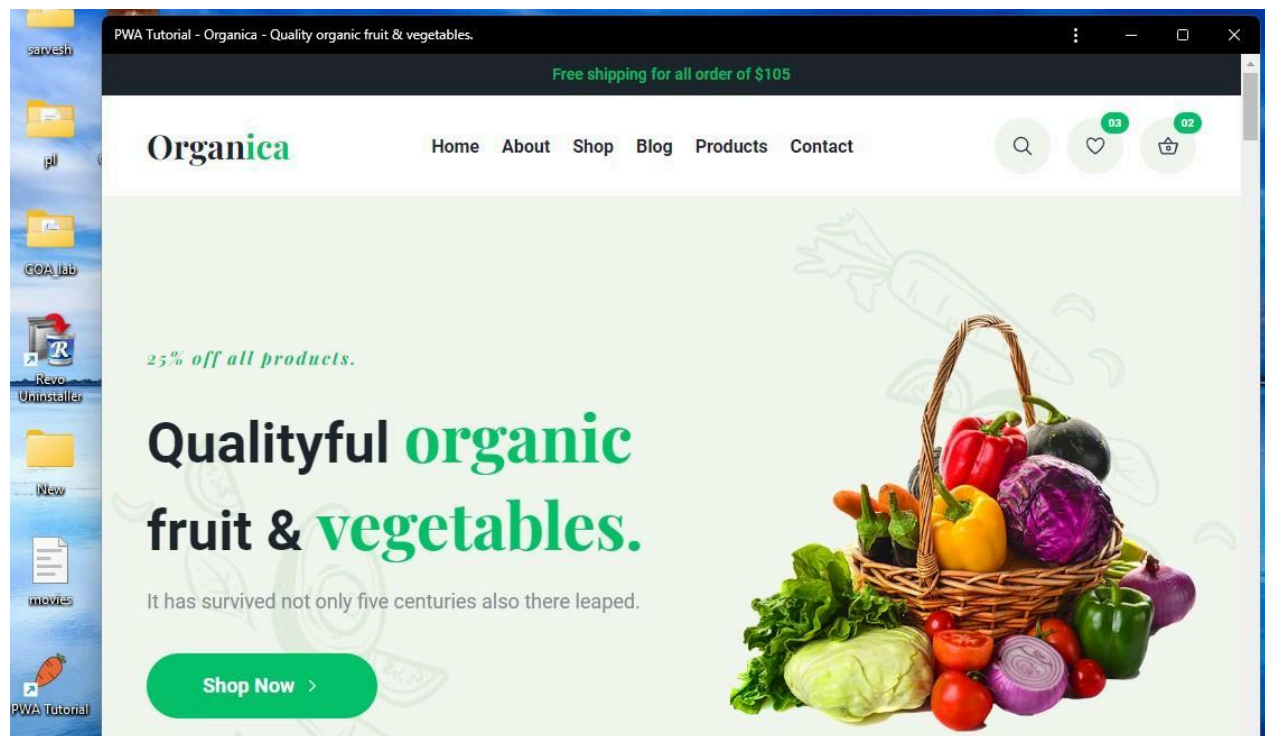 sarvesh
pl
COA_lab
Revo
Uninstaller
New
movies
PWA Tutorial
PWA Tutorial - Organica - Quality organic fruit & vegetables.
Free shipping for all order of $105
Organica
Home About Shop Blog Products Contact
03 02
25% off all products.
Qualityful organic
fruit & vegetables.
It has survived not only five centuries also there leaped.
Shop Now